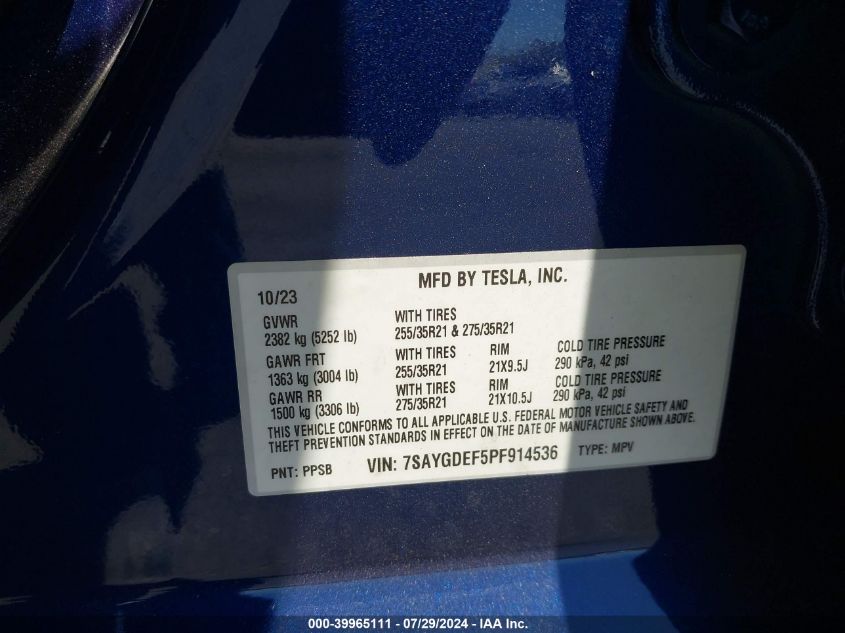 MFD BY TESLA, INC.
10/23
GVWR WITH TIRES
2382 kg (5252 lb) 255/35R21 & 275/35R21
GAWR FRT WITH TIRES RIM COLD TIRE PRESSURE
1363 kg (3004 lb) 255/35R21 21X9.5J 290 kPa, 42 psi
GAWR RR WITH TIRES RIM COLD TIRE PRESSURE
1500 kg (3306 lb) 275/35R21 21X10.5J 290 kPa, 42 psi
THIS VEHICLE CONFORMS TO ALL APPLICABLE U.S. FEDERAL MOTOR VEHICLE SAFETY AND
THEFT PREVENTION STANDARDS IN EFFECT ON THE DATE OF MANUFACTURE SHOWN ABOVE.
PNT: PPSB VIN: 7SAYGDEF5PF914536 TYPE: MPV
000-39965111 - 07/29/2024 - IAA Inc.